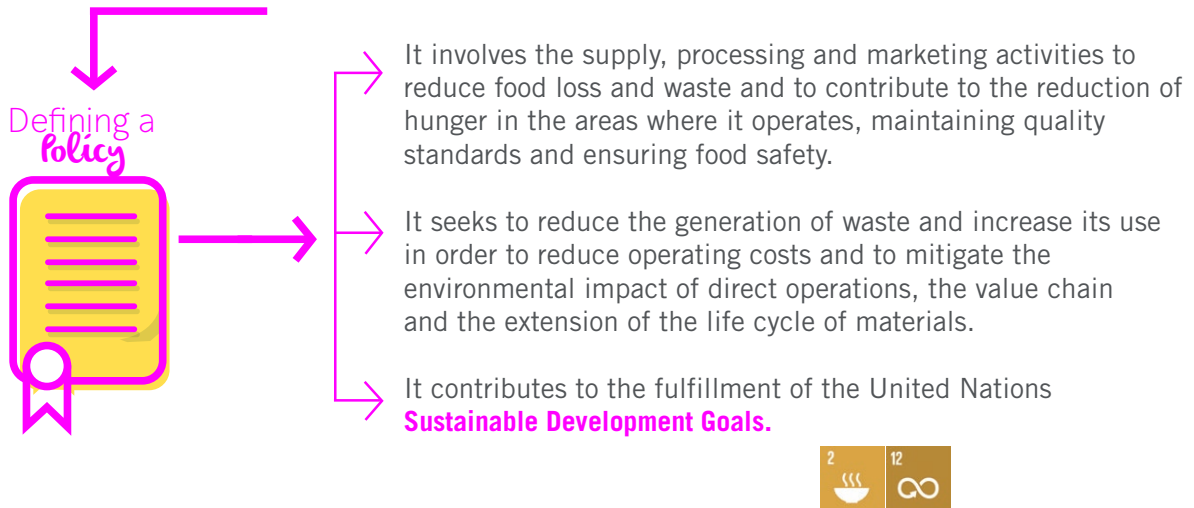 Defining a
Policy
It involves the supply, processing and marketing activities to
reduce food loss and waste and to contribute to the reduction of
hunger in the areas where it operates, maintaining quality
standards and ensuring food safety.
It seeks to reduce the generation of waste and increase its use
in order to reduce operating costs and to mitigate the
environmental impact of direct operations, the value chain
and the extension of the life cycle of materials.
It contributes to the fulfillment of the United Nations
Sustainable Development Goals.
2 12